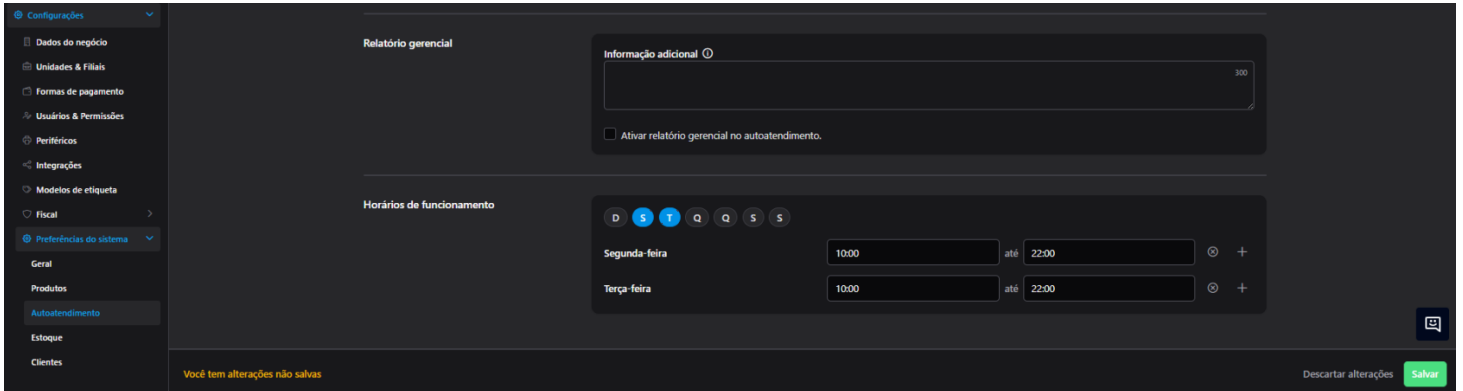 Configurações
Dados do negócio
Unidades & Filiais
Formas de pagamento
Usuários & Permissões
Periféricos
Integrações
Modelos de etiqueta
Fiscal
Preferências do sistema
Geral
Produtos
Autoatendimento
Estoque
Clientes
Relatório gerencial
Informação adicional
300
Ativar relatório gerencial no autoatendimento.
Horários de funcionamento
D S T Q Q S S
Segunda-feira 10:00 até 22:00
Terça-feira 10:00 até 22:00
Você tem alterações não salvas
Descartar alterações Salvar